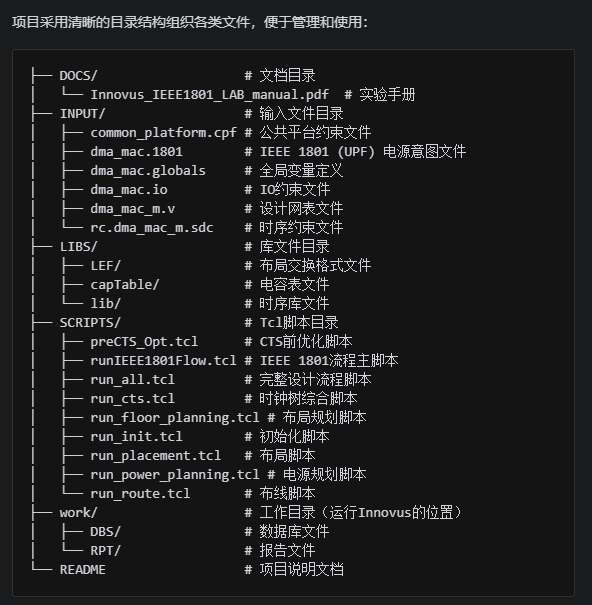 项目采用清晰的目录结构组织各类文件，便于管理和使用：
├── DOCS/                   # 文档目录
│   └── Innovus_IEEE1801_LAB_manual.pdf  # 实验手册
├── INPUT/                  # 输入文件目录
│   ├── common_platform.cpf # 公共平台约束文件
│   ├── dma_mac.1801        # IEEE 1801 (UPF) 电源意图文件
│   ├── dma_mac.globals     # 全局变量定义
│   ├── dma_mac.io          # IO约束文件
│   ├── dma_mac_m.v         # 设计网表文件
│   └── rc.dma_mac_m.sdc    # 时序约束文件
├── LIBS/                   # 库文件目录
│   ├── LEF/                # 布局交换格式文件
│   ├── capTable/           # 电容表文件
│   └── lib/                # 时序库文件
├── SCRIPTS/                # Tcl脚本目录
│   ├── preCTS_Opt.tcl      # CTS前优化脚本
│   ├── runIEEE1801Flow.tcl # IEEE 1801流程主脚本
│   ├── run_all.tcl         # 完整设计流程脚本
│   ├── run_cts.tcl         # 时钟树综合脚本
│   ├── run_floor_planning.tcl # 布局规划脚本
│   ├── run_init.tcl        # 初始化脚本
│   ├── run_placement.tcl   # 布局脚本
│   ├── run_power_planning.tcl # 电源规划脚本
│   └── run_route.tcl       # 布线脚本
├── work/                   # 工作目录（运行Innovus的位置）
│   ├── DBS/                # 数据库文件
│   └── RPT/                # 报告文件
└── README                  # 项目说明文档